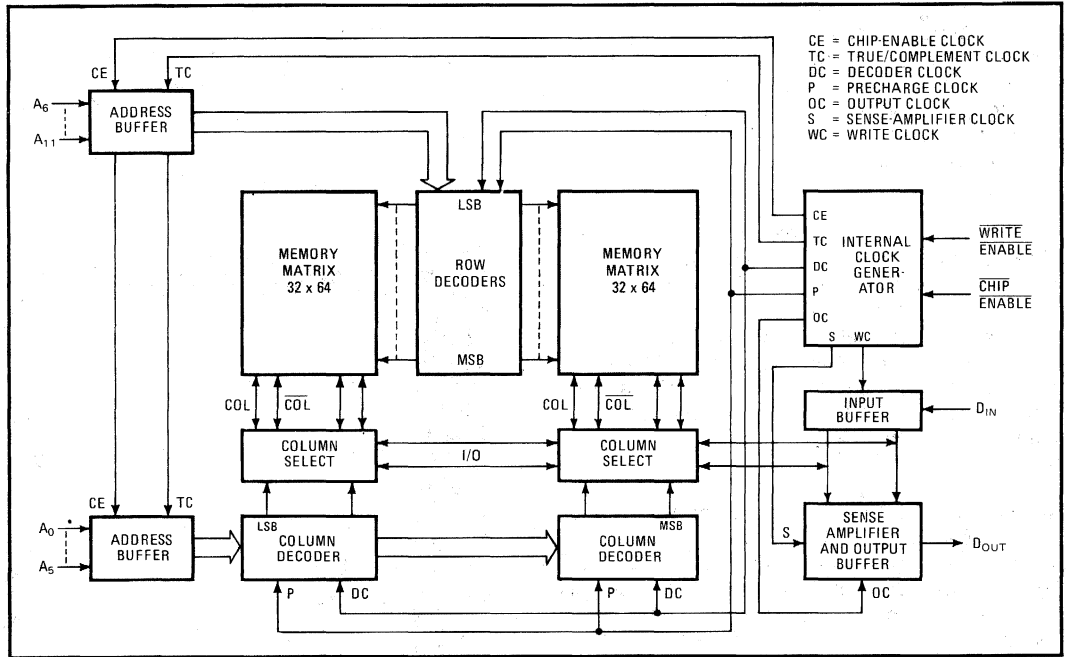 CE = CHIP-ENABLE CLOCK
TC = TRUE/COMPLEMENT CLOCK
DC = DECODER CLOCK
P = PRECHARGE CLOCK
OC = OUTPUT CLOCK
S = SENSE-AMPLIFIER CLOCK
WC = WRITE CLOCK
CE TC
A6
A11
ADDRESS
BUFFER
MEMORY
MATRIX
32 x 64
LSB
ROW
DECODERS
MSB
MEMORY
MATRIX
32 x 64
CE
TC
DC
P
OC
S WC
INTERNAL
CLOCK
GENER-
ATOR
WRITE
ENABLE
CHIP
ENABLE
COL COL
COL COL
INPUT
BUFFER
DIN
COLUMN
SELECT
I/O
COLUMN
SELECT
CE TC
A0
A5
ADDRESS
BUFFER
LSB
COLUMN
DECODER
MSB
COLUMN
DECODER
S
SENSE
AMPLIFIER
AND OUTPUT
BUFFER
DOUT
P DC
P DC
OC